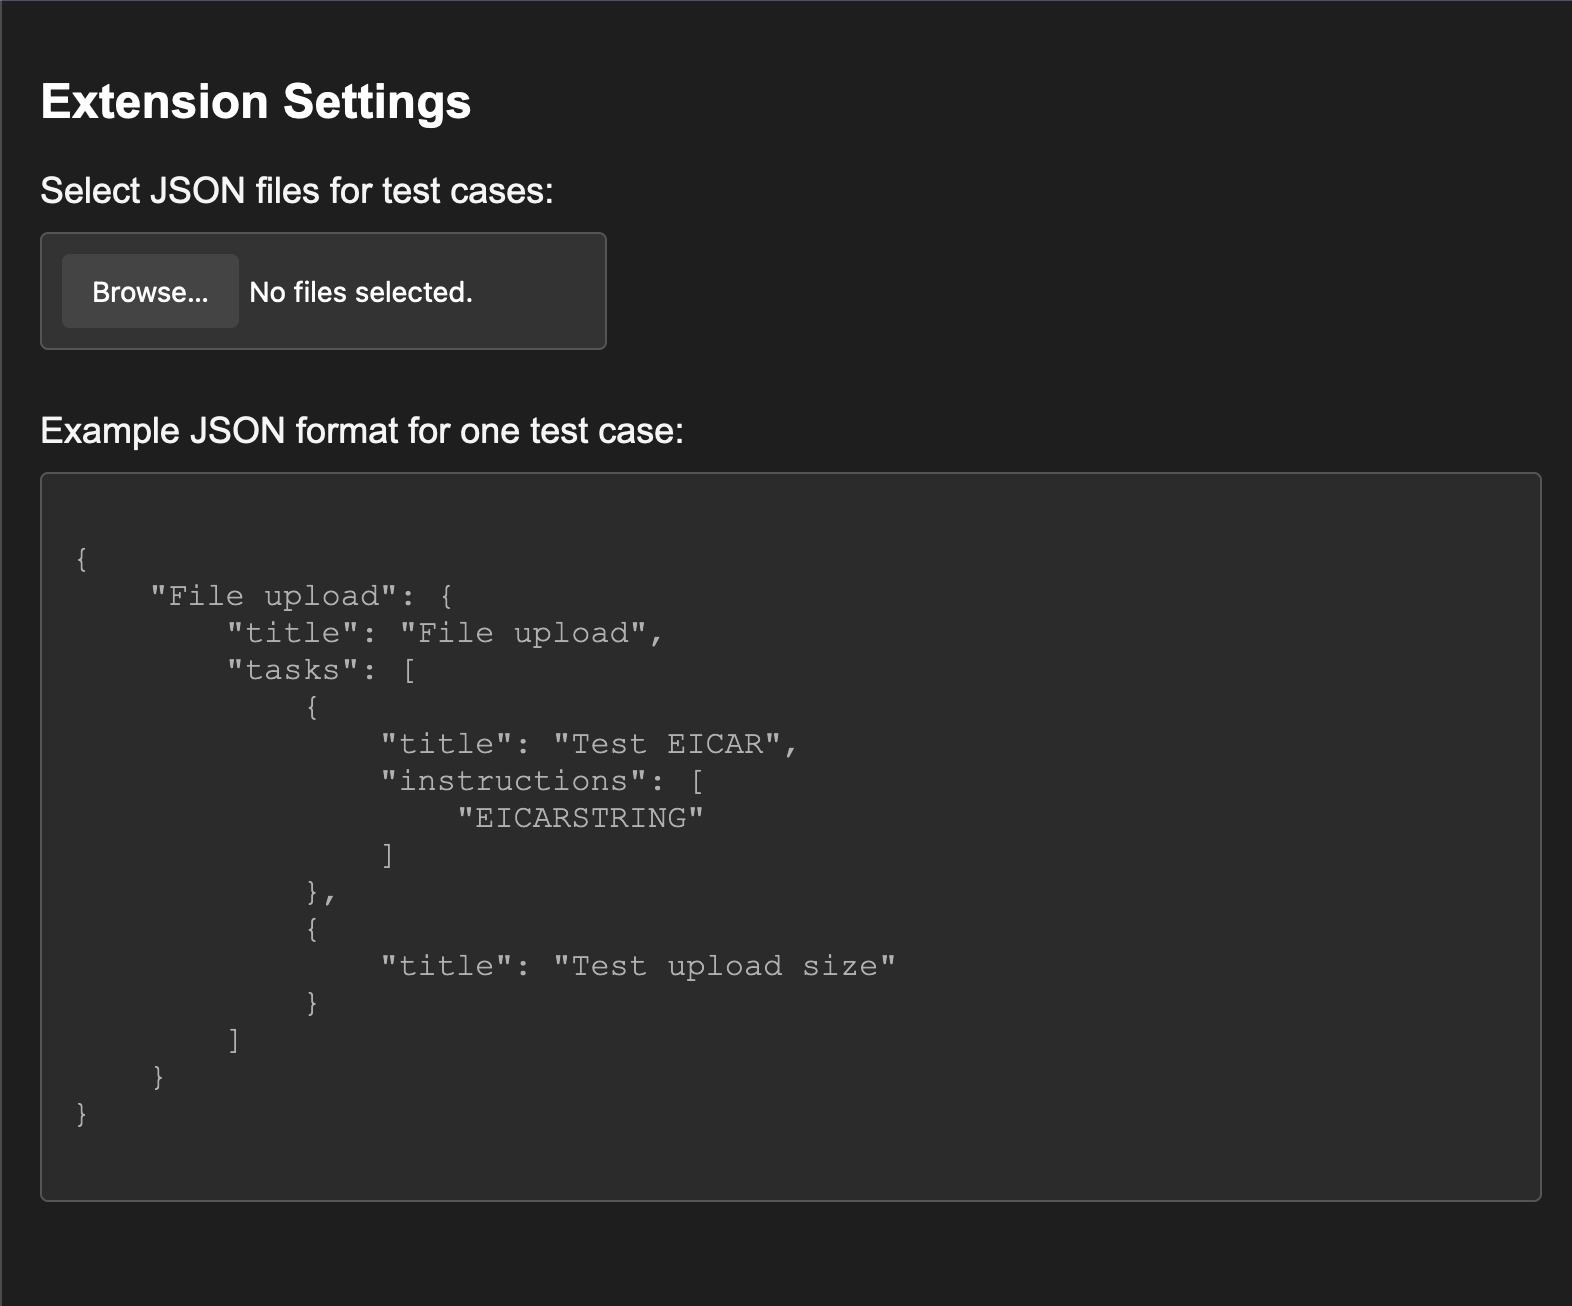 Extension Settings
Select JSON files for test cases:
Browse... No files selected.
Example JSON format for one test case:
{
    "File upload": {
        "title": "File upload",
        "tasks": [
            {
                "title": "Test EICAR",
                "instructions": [
                    "EICARSTRING"
                ]
            },
            {
                "title": "Test upload size"
            }
        ]
    }
}